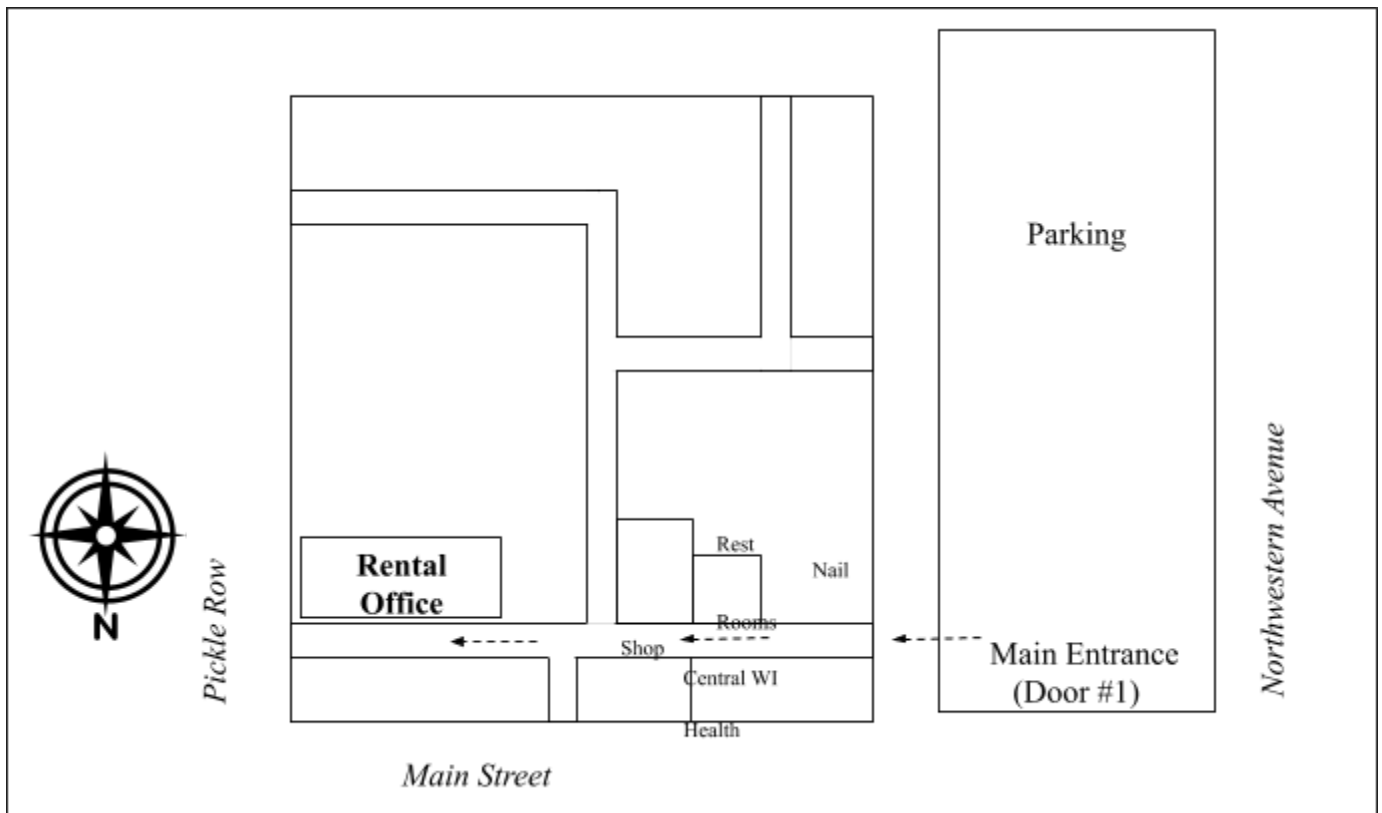 Parking
Rest
Nail
Rental
Office
Rooms
Shop
Central WI
Health
Main Entrance
(Door #1)
N
Pickle Row
Northwestern Avenue
Main Street